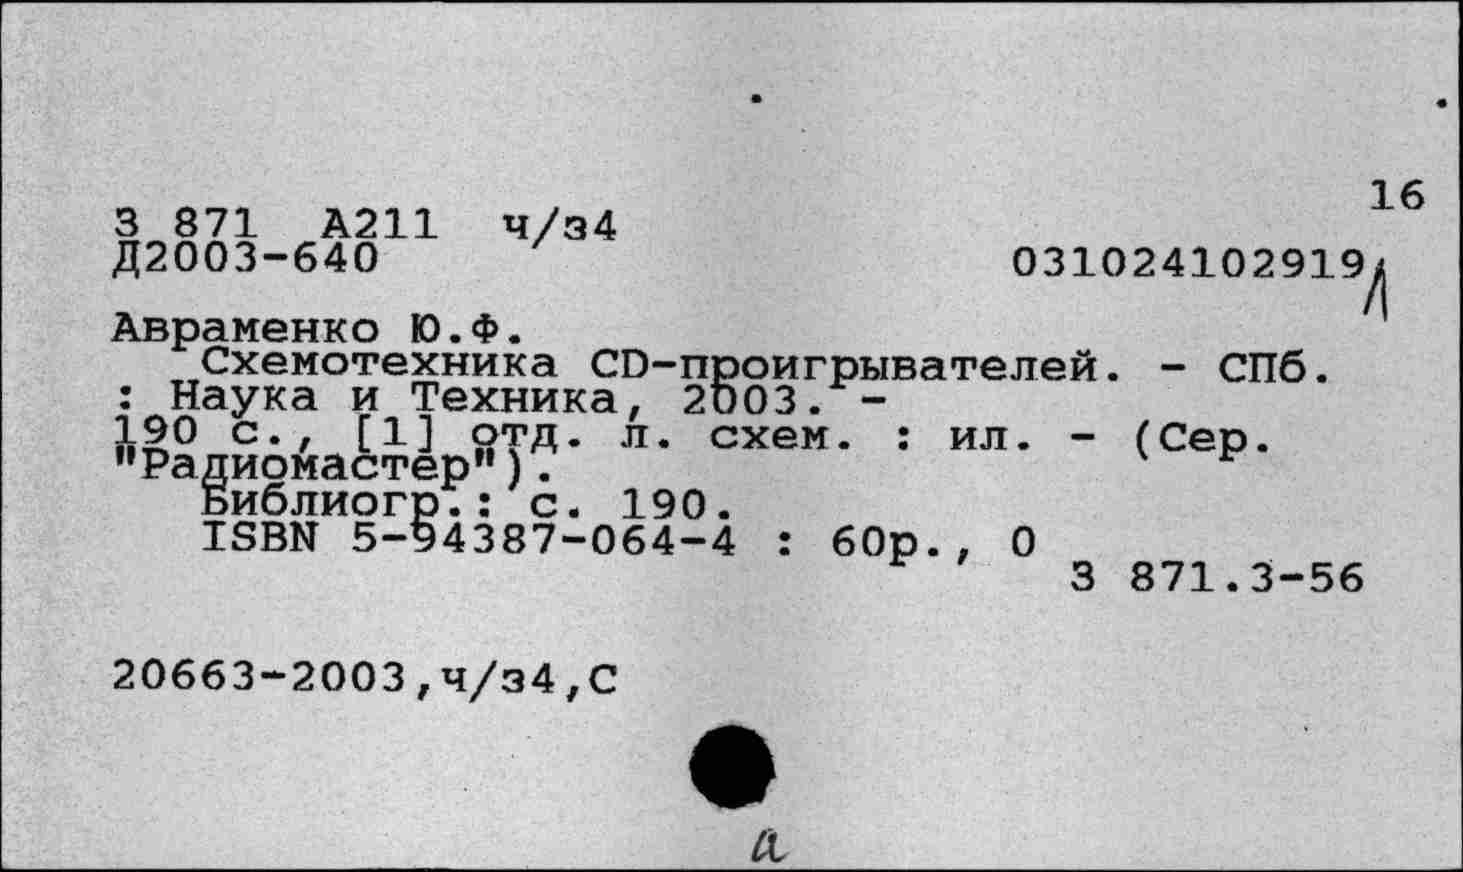 16
З 871 А211 ч/з4
Д2003-640
031024102919
Л
Авраменко Ю.Ф.
Схемотехника CD-проигрывателей. - СПб.
: Наука и Техника, 2003. -
190 с., [1] отд. л. схем. : ил. - (Сер.
"Радиомастер").
Библиогр.: с. 190.
ISBN 5-94387-064-4 : 60р., 0
З 871.3-56
20663-2003,ч/з4,С
а